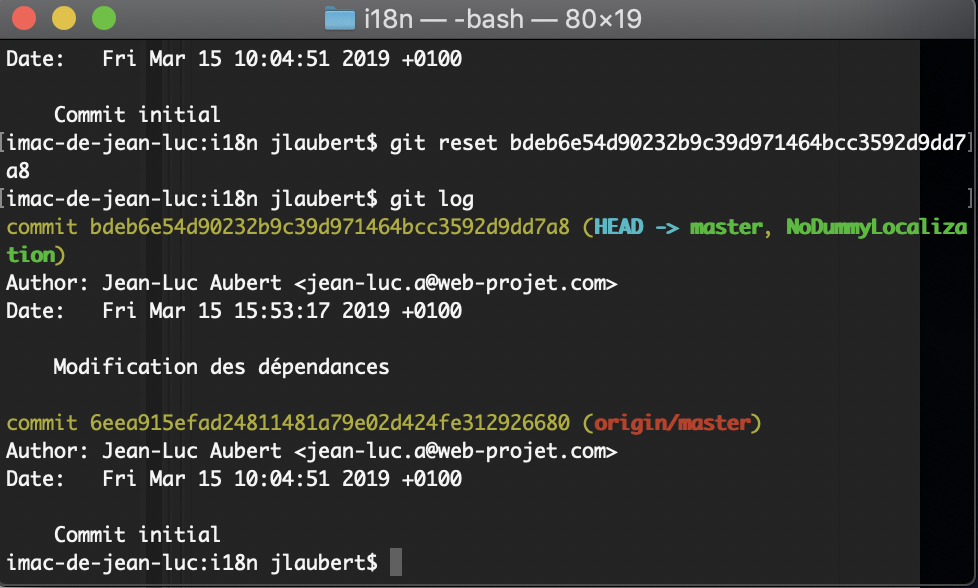 i18n — -bash — 80×19
Date:   Fri Mar 15 10:04:51 2019 +0100
Commit initial
[imac-de-jean-luc:i18n jlaubert$ git reset bdeb6e54d90232b9c39d971464bcc3592d9dd7]
a8
[imac-de-jean-luc:i18n jlaubert$ git log ]
commit bdeb6e54d90232b9c39d971464bcc3592d9dd7a8 (HEAD -> master, NoDummyLocaliza
tion)
Author: Jean-Luc Aubert <jean-luc.a@web-projet.com>
Date:   Fri Mar 15 15:53:17 2019 +0100
Modification des dépendances
commit 6eea915efad24811481a79e02d424fe312926680 (origin/master)
Author: Jean-Luc Aubert <jean-luc.a@web-projet.com>
Date:   Fri Mar 15 10:04:51 2019 +0100
Commit initial
imac-de-jean-luc:i18n jlaubert$